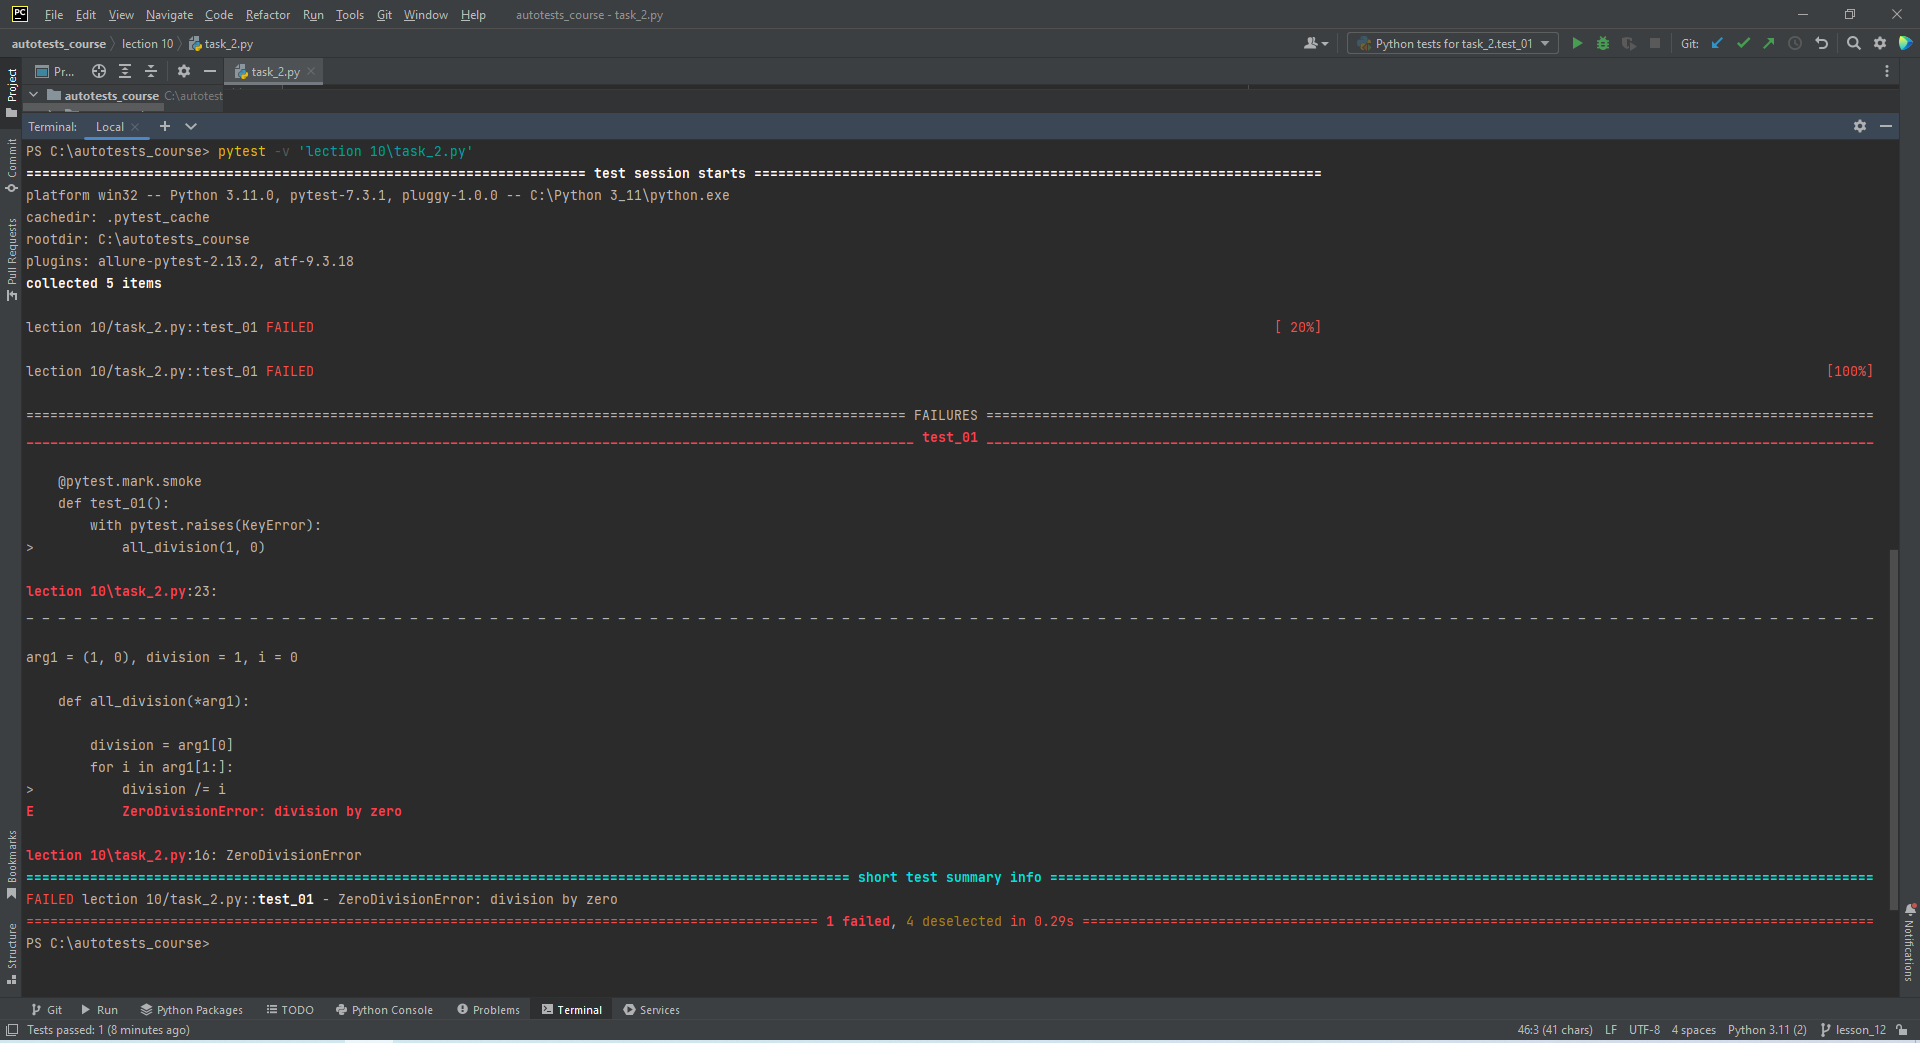 File Edit View Navigate Code Refactor Run Tools Git Window Help autotests_course - task_2.py
autotests_course lection 10 task_2.py Python tests for task_2.test_01 Git:
Pr... task_2.py
autotests_course C:\autotest
Terminal: Local
PS C:\autotests_course> pytest -v 'lection 10\task_2.py'
test session starts
platform win32 -- Python 3.11.0, pytest-7.3.1, pluggy-1.0.0 -- C:\Python 3_11\python.exe
cachedir: .pytest_cache
rootdir: C:\autotests_course
plugins: allure-pytest-2.13.2, atf-9.3.18
collected 5 items
lection 10/task_2.py::test_01 FAILED [ 20%]
lection 10/task_2.py::test_01 FAILED [100%]
FAILURES
test_01
@pytest.mark.smoke
def test_01():
with pytest.raises(KeyError):
> all_division(1, 0)
lection 10\task_2.py:23:
arg1 = (1, 0), division = 1, i = 0
def all_division(*arg1):
division = arg1[0]
for i in arg1[1:]:
> division /= i
E ZeroDivisionError: division by zero
lection 10\task_2.py:16: ZeroDivisionError
short test summary info
FAILED lection 10/task_2.py::test_01 - ZeroDivisionError: division by zero
1 failed, 4 deselected in 0.29s
PS C:\autotests_course>
Project
Commit
Pull Requests
Bookmarks
Structure
Notifications
Git Run Python Packages TODO Python Console Problems Terminal Services
Tests passed: 1 (8 minutes ago) 46:3 (41 chars) LF UTF-8 4 spaces Python 3.11 (2) lesson_12